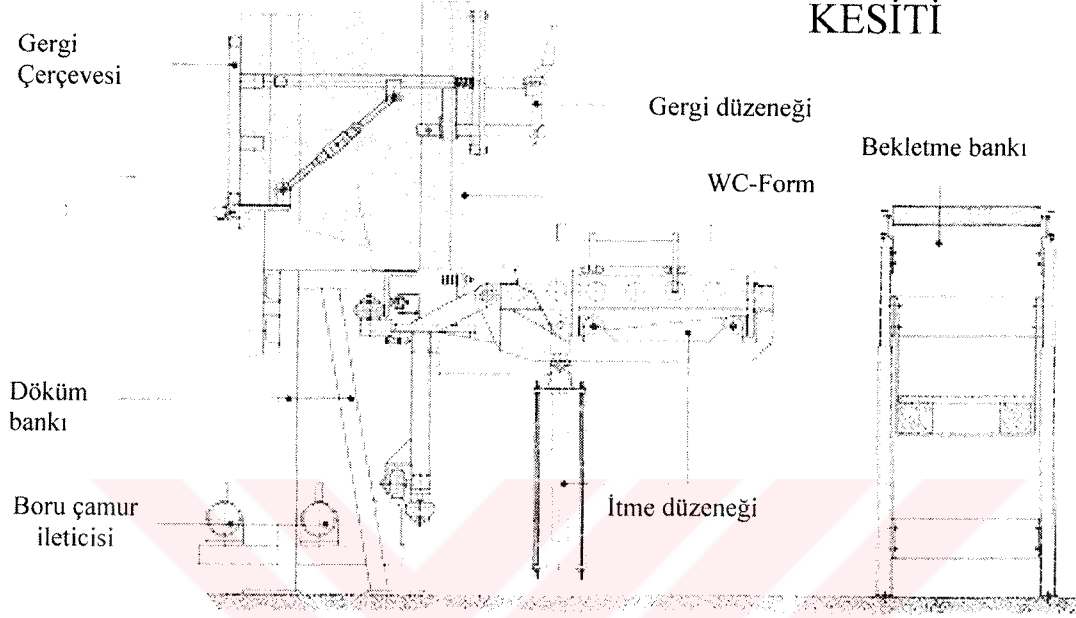 KESİTİ
Gergi
Çerçevesi
Gergi düzeneği
Bekletme bankı
WC-Form
Döküm
bankı
Boru çamur
ileticisi
İtme düzeneği